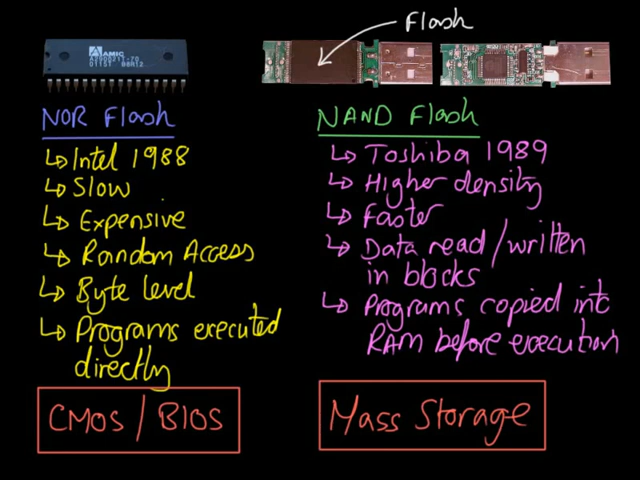 Flash
AMIC
NOR Flash
↳ Intel 1988
↳ Slow
↳ Expensive
↳ Random Access
↳ Byte level
↳ Programs executed
directly
CMOS / BIOS
NAND Flash
↳ Toshiba 1989
↳ Higher density
↳ Faster
↳ Data read/written
in blocks
↳ Programs copied into
RAM before execution
Mass Storage